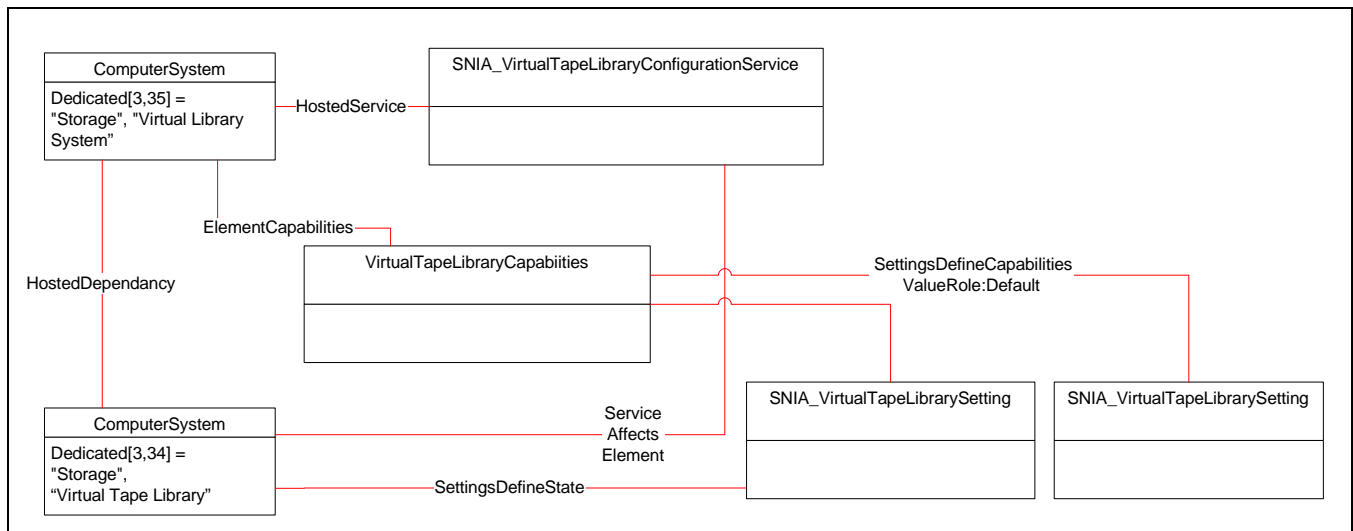 ComputerSystem
Dedicated[3,35] =
"Storage", "Virtual Library
System”
HostedService
SNIA_VirtualTapeLibraryConfigurationService
ElementCapabilities
VirtualTapeLibraryCapabiities
SettingsDefineCapabilities
ValueRole:Default
HostedDependancy
SNIA_VirtualTapeLibrarySetting
SNIA_VirtualTapeLibrarySetting
ComputerSystem
Dedicated[3,34] =
"Storage",
“Virtual Tape Library”
Service
Affects
Element
SettingsDefineState